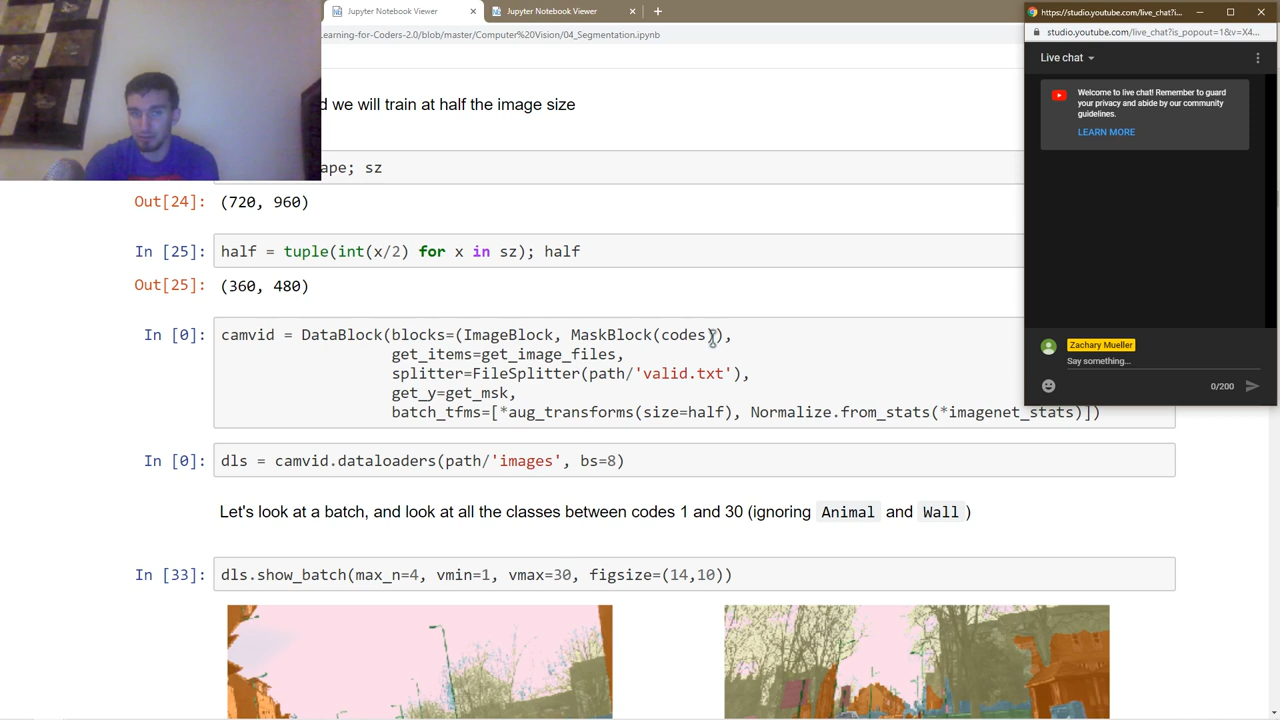 Jupyter Notebook Viewer
Jupyter Notebook Viewer
https://studio.youtube.com/live_chat?i...
earning-for-Coders-2.0/blob/master/Computer%20Vision/04_Segmentation.ipynb
studio.youtube.com/live_chat?is_popout=1&v=X4...
Live chat
Welcome to live chat! Remember to guard
your privacy and abide by our community
guidelines.
LEARN MORE
d we will train at half the image size
ape; sz
Out[24]: (720, 960)
In [25]: half = tuple(int(x/2) for x in sz); half
Out[25]: (360, 480)
In [0]: camvid = DataBlock(blocks=(ImageBlock, MaskBlock(codes)),
get_items=get_image_files,
splitter=FileSplitter(path/'valid.txt'),
get_y=get_msk,
batch_tfms=[*aug_transforms(size=half), Normalize.from_stats(*imagenet_stats)])
Zachary Mueller
Say something...
0/200
In [0]: dls = camvid.dataloaders(path/'images', bs=8)
Let's look at a batch, and look at all the classes between codes 1 and 30 (ignoring Animal and Wall )
In [33]: dls.show_batch(max_n=4, vmin=1, vmax=30, figsize=(14,10))